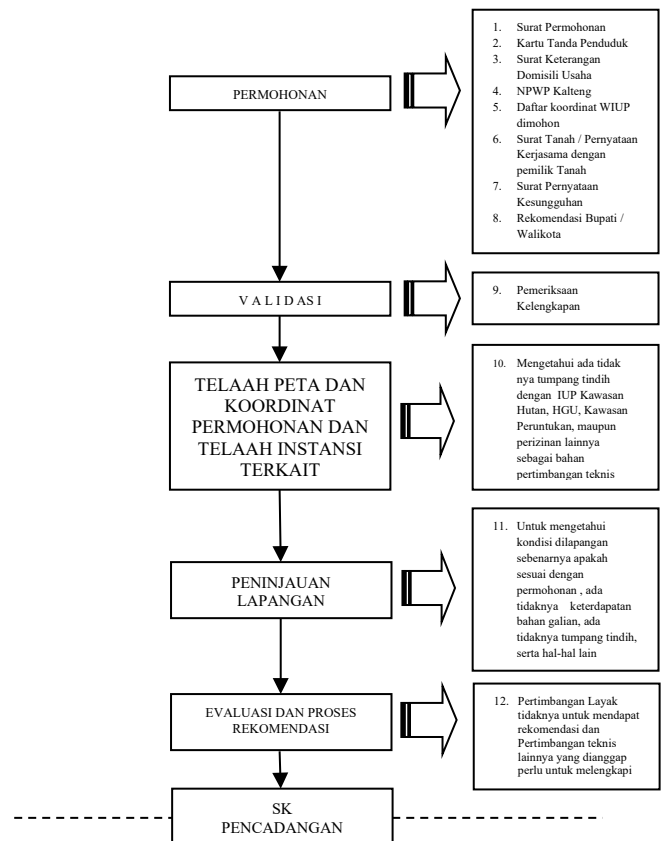 PERMOHONAN
1. Surat Permohonan
2. Kartu Tanda Penduduk
3. Surat Keterangan
Domisili Usaha
4. NPWP Kalteng
5. Daftar koordinat WIUP
dimohon
6. Surat Tanah / Pernyataan
Kerjasama dengan
pemilik Tanah
7. Surat Pernyataan
Kesungguhan
8. Rekomendasi Bupati /
Walikota
V A L I D A S I
9. Pemeriksaan
Kelengkapan
TELAAH PETA DAN
KOORDINAT
PERMOHONAN DAN
TELAAH INSTANSI
TERKAIT
10. Mengetahui ada tidak
nya tumpang tindih
dengan IUP Kawasan
Hutan, HGU, Kawasan
Peruntukan, maupun
perizinan lainnya
sebagai bahan
pertimbangan teknis
PENINJAUAN
LAPANGAN
11. Untuk mengetahui
kondisi dilapangan
sebenarnya apakah
sesuai dengan
permohonan , ada
tidaknya keterdapatan
bahan galian, ada
tidaknya tumpang tindih,
serta hal-hal lain
EVALUASI DAN PROSES
REKOMENDASI
12. Pertimbangan Layak
tidaknya untuk mendapat
rekomendasi dan
Pertimbangan teknis
lainnya yang dianggap
perlu untuk melengkapi
SK
PENCADANGAN